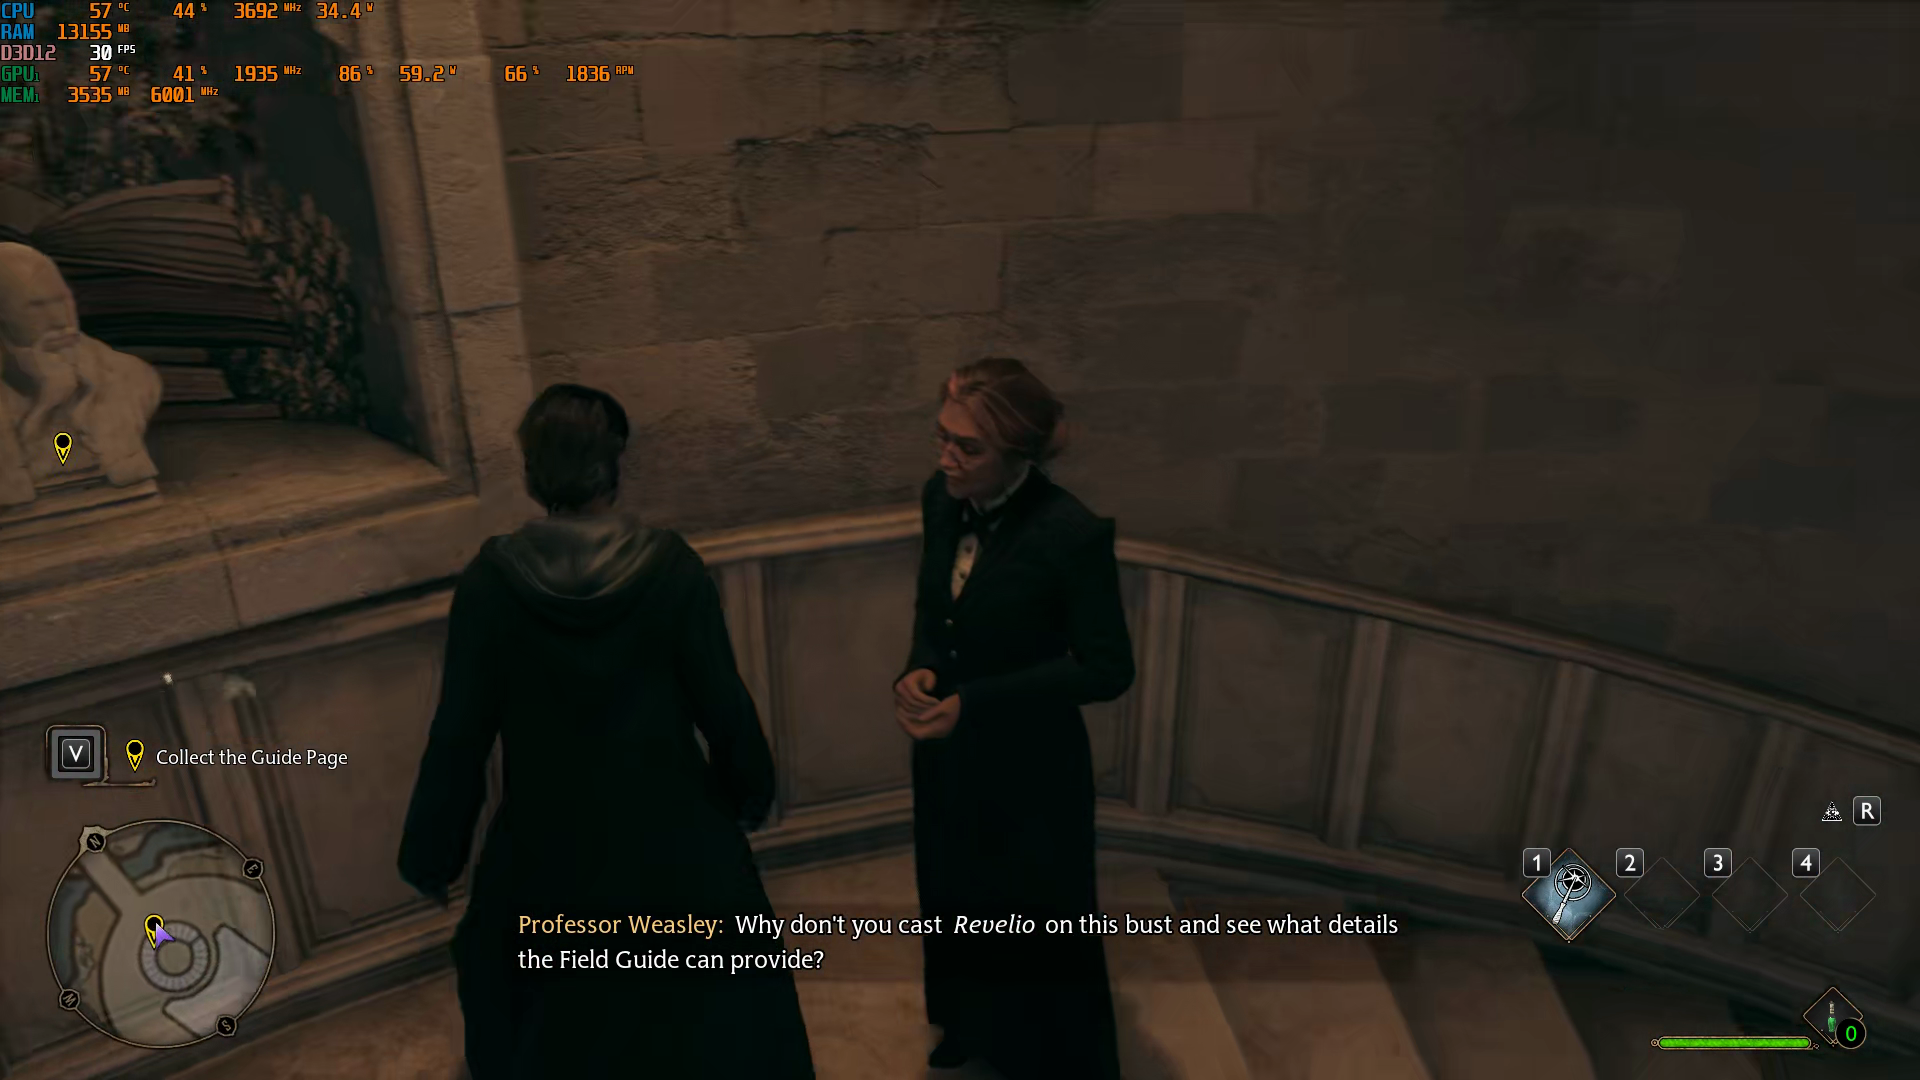 CPU 57 °C 44 % 3692 MHz 34.4 W
RAM 13155 MB
D3D12 30 FPS
GPU1 57 °C 41 % 1935 MHz 86 % 59.2 W 66 % 1836 RPM
MEM1 3535 MB 6001 MHz
V Collect the Guide Page
R
1 2 3 4
N
S
Professor Weasley: Why don't you cast Revelio on this bust and see what details
the Field Guide can provide?
0